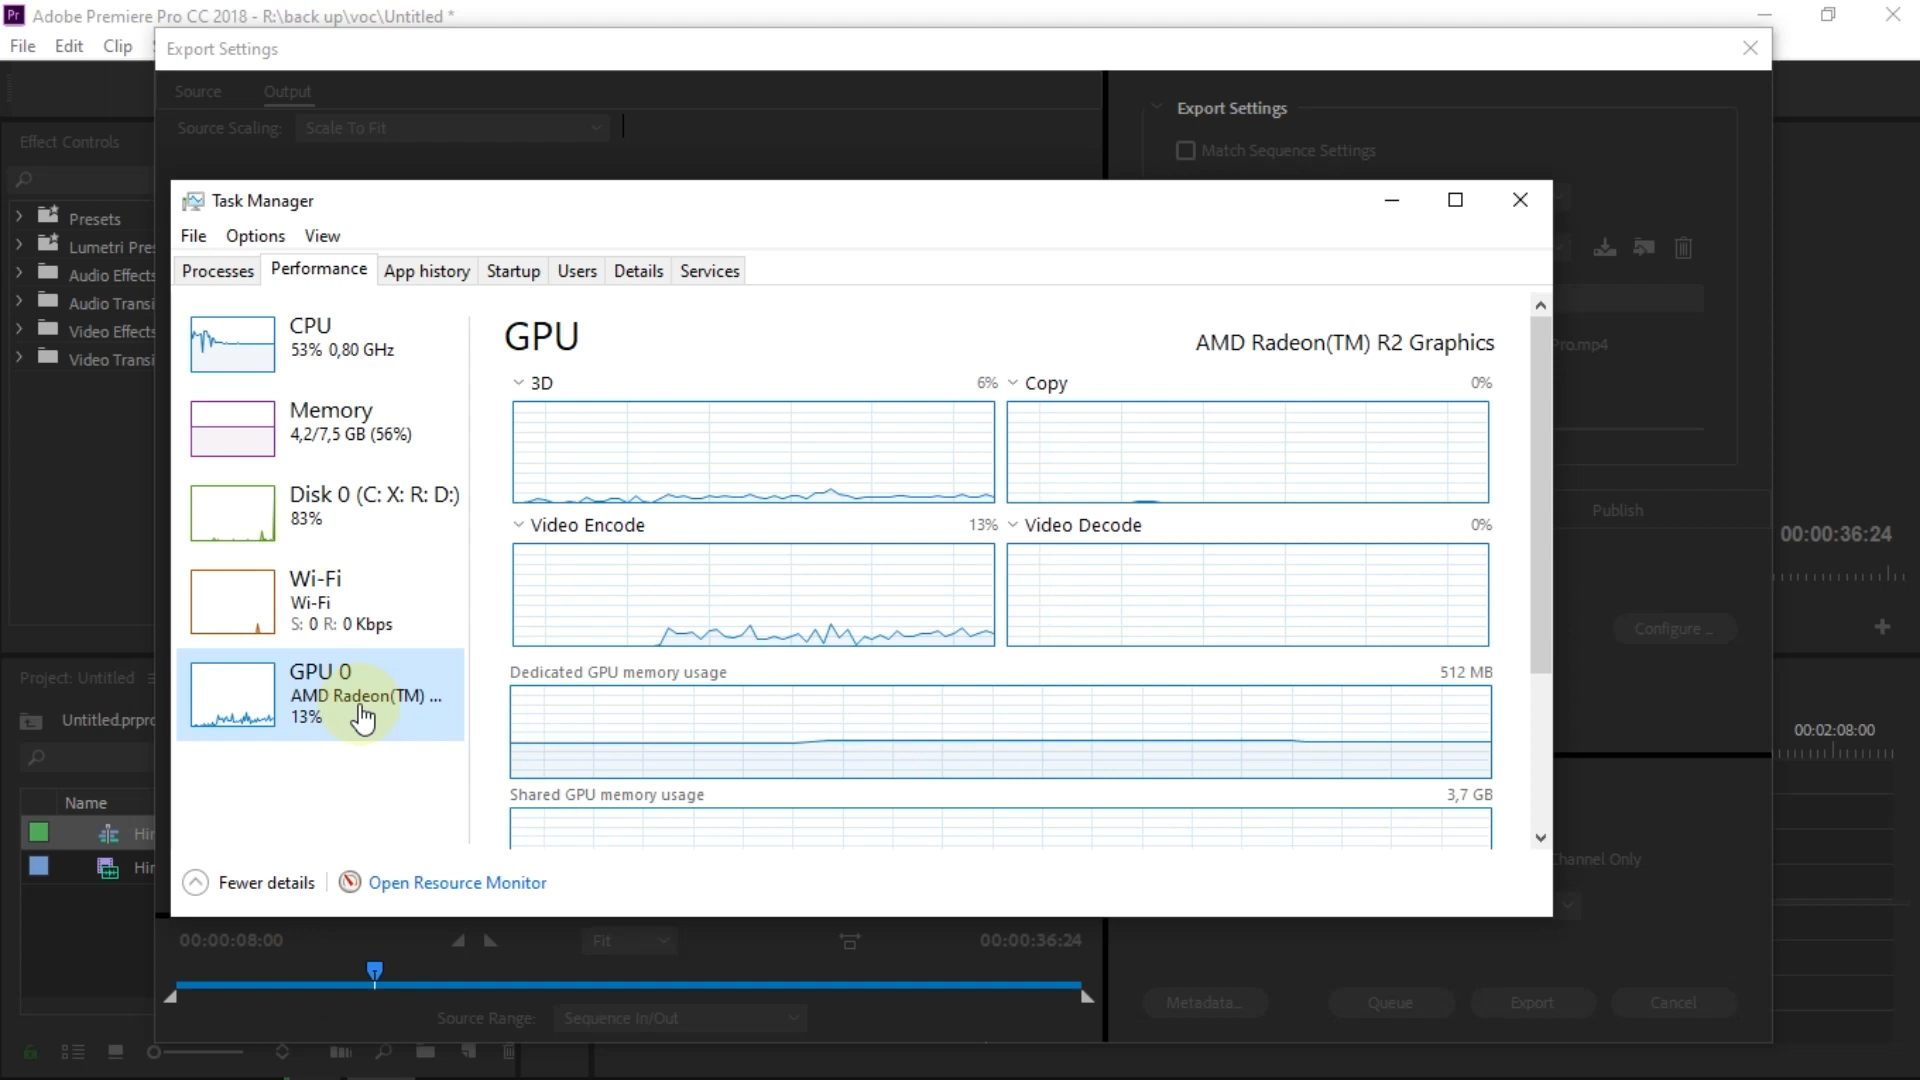 Adobe Premiere Pro CC 2018 - R:\back up\voc\Untitled *
File Edit Clip
Export Settings
Source Output
Export Settings
Source Scaling: Scale To Fit
Match Sequence Settings
Effect Controls
Presets
Lumetri Pres
Audio Effects
Audio Transi
Video Effects
Video Transi
Task Manager
File Options View
Processes Performance App history Startup Users Details Services
CPU
53% 0,80 GHz
Memory
4,2/7,5 GB (56%)
Disk 0 (C: X: R: D:)
83%
Wi-Fi
Wi-Fi
S: 0 R: 0 Kbps
GPU 0
AMD Radeon(TM) ...
13%
GPU
AMD Radeon(TM) R2 Graphics
3D 6%
Copy 0%
Video Encode 13%
Video Decode 0%
Dedicated GPU memory usage 512 MB
Shared GPU memory usage 3,7 GB
Fewer details
Open Resource Monitor
Pro.mp4
Publish
00:00:36:24
Configure ...
Project: Untitled
Untitled.prpro
00:02:08:00
Name
Hir
Hir
Channel Only
00:00:08:00 Fit 00:00:36:24
Source Range: Sequence In/Out
Metadata... Queue Export Cancel